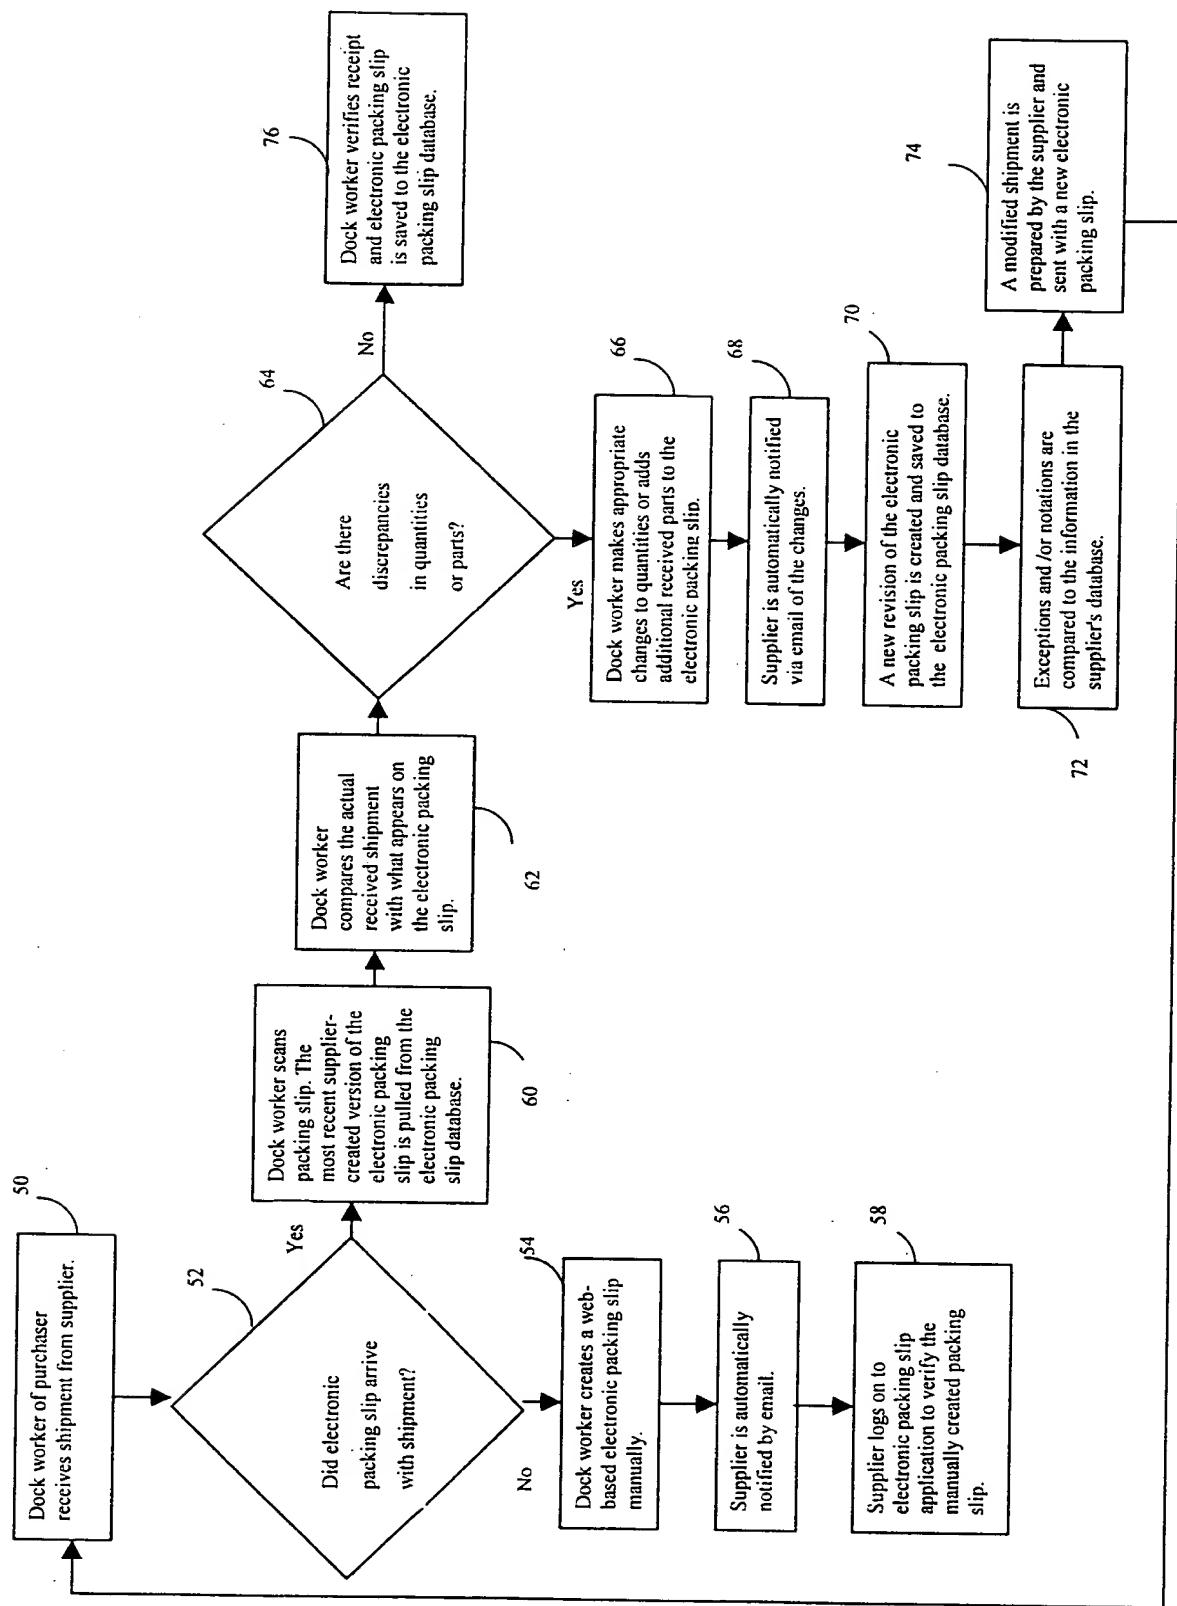 50
Dock worker of purchaser
receives shipment from supplier.
52
Did electronic
packing slip arrive
with shipment?
Yes
No
54
Dock worker creates a web-
based electronic packing slip
manually.
56
Supplier is automatically
notified by email.
58
Supplier logs on to
electronic packing slip
application to verify the
manually created packing
slip.
Dock worker scans
packing slip. The
most recent supplier-
created version of the
electronic packing
slip is pulled from the
electronic packing
slip database.
60
Dock worker
compares the actual
received shipment
with what appears on
the electronic packing
slip.
62
64
Are there
discrepancies
in quantities
or parts?
No
Yes
76
Dock worker verifies receipt
and electronic packing slip
is saved to the electronic
packing slip database.
66
Dock worker makes appropriate
changes to quantities or adds
additional received parts to the
electronic packing slip.
68
Supplier is automatically notified
via email of the changes.
70
A new revision of the electronic
packing slip is created and saved to
the electronic packing slip database.
Exceptions and /or notations are
compared to the information in the
supplier's database.
72
74
A modified shipment is
prepared by the supplier and
sent with a new electronic
packing slip.